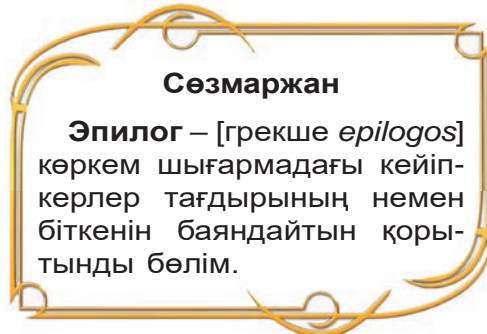 Сөзмаржан
Эпилог – [грекше epilogos]
көркем шығармадағы кейіп-
керлер тағдырының немен
біткенін баяндайтын қоры-
тынды бөлім.